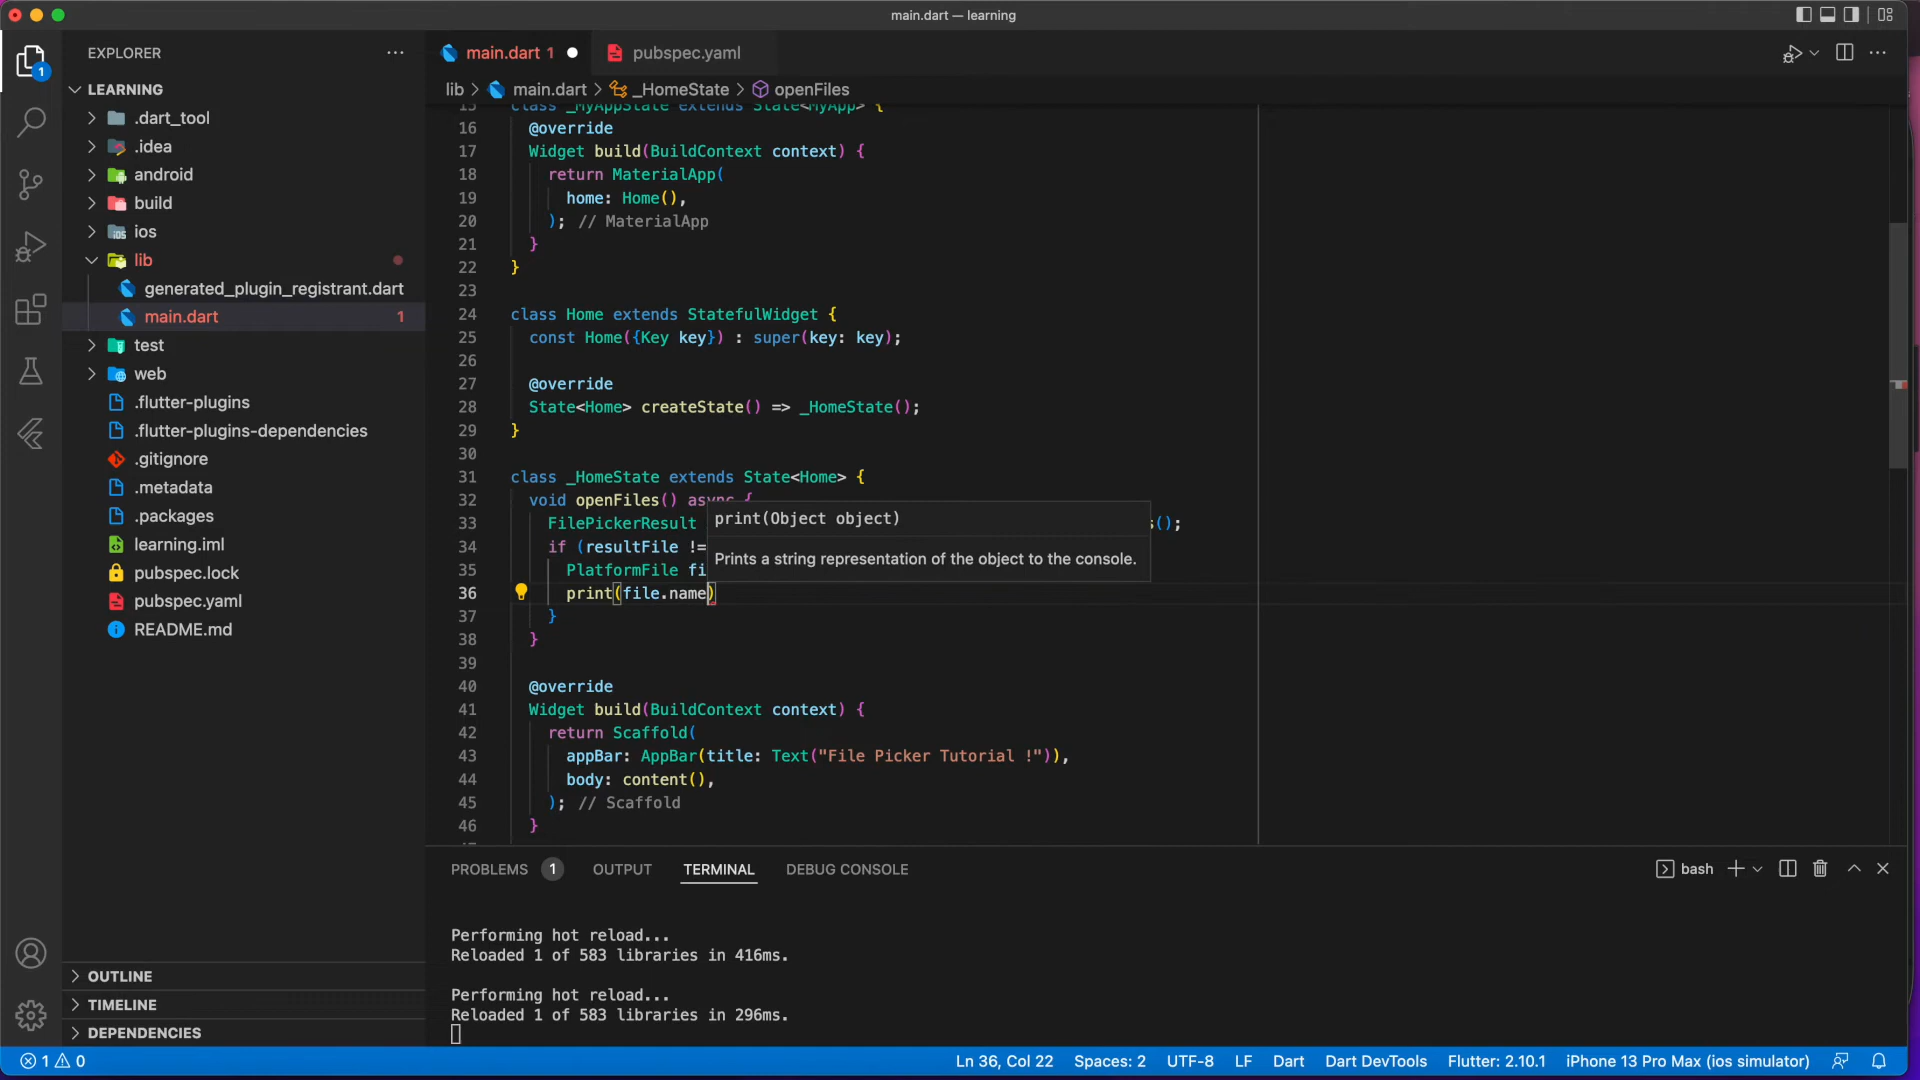 main.dart — learning
EXPLORER
LEARNING
.dart_tool
.idea
android
build
ios
lib
generated_plugin_registrant.dart
main.dart 1
test
web
.flutter-plugins
.flutter-plugins-dependencies
.gitignore
.metadata
.packages
learning.iml
pubspec.lock
pubspec.yaml
README.md
OUTLINE
TIMELINE
DEPENDENCIES
1
main.dart 1
pubspec.yaml
lib > main.dart > _HomeState > openFiles
15 class _MyAppState extends State<MyApp> {
16 @override
17 Widget build(BuildContext context) {
18 return MaterialApp(
19 home: Home(),
20 ); // MaterialApp
21 }
22 }
23
24 class Home extends StatefulWidget {
25 const Home({Key key}) : super(key: key);
26
27 @override
28 State<Home> createState() => _HomeState();
29 }
30
31 class _HomeState extends State<Home> {
32 void openFiles() async {
33 FilePickerResult s();
34 if (resultFile !=
35 PlatformFile fi
36 print(file.name)
37 }
38 }
39
40 @override
41 Widget build(BuildContext context) {
42 return Scaffold(
43 appBar: AppBar(title: Text("File Picker Tutorial !")),
44 body: content(),
45 ); // Scaffold
46 }
print(Object object)
Prints a string representation of the object to the console.
PROBLEMS 1 OUTPUT TERMINAL DEBUG CONSOLE
bash
Performing hot reload...
Reloaded 1 of 583 libraries in 416ms.
Performing hot reload...
Reloaded 1 of 583 libraries in 296ms.
1 0
Ln 36, Col 22 Spaces: 2 UTF-8 LF Dart Dart DevTools Flutter: 2.10.1 iPhone 13 Pro Max (ios simulator)